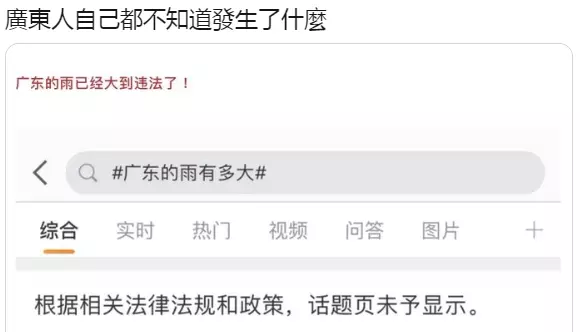 廣東人自己都不知道發生了什麼
广东的雨已经大到违法了！
#广东的雨有多大#
综合 实时 热门 视频 问答 图片
根据相关法律法规和政策，话题页未予显示。